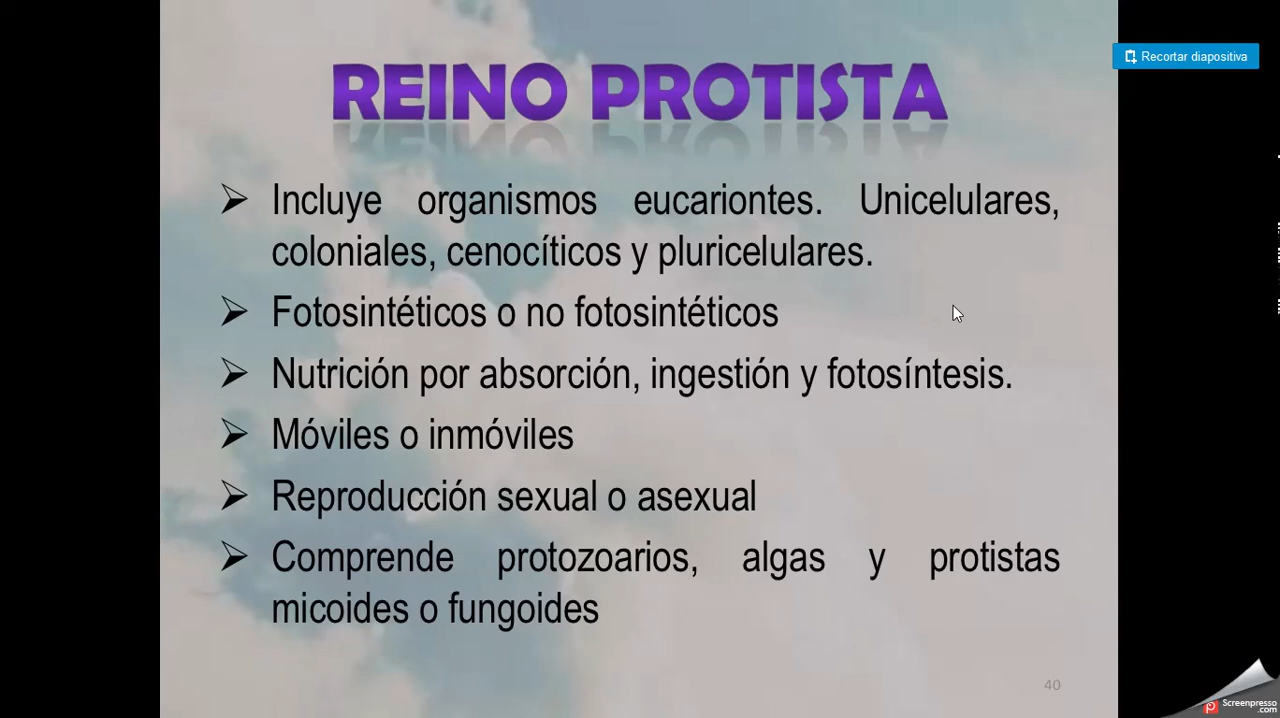 REINO PROTISTA
Recortar diapositiva
Incluye organismos eucariontes. Unicelulares,
coloniales, cenocíticos y pluricelulares.
Fotosintéticos o no fotosintéticos
Nutrición por absorción, ingestión y fotosíntesis.
Móviles o inmóviles
Reproducción sexual o asexual
Comprende protozoarios, algas y protistas
micoides o fungoides
40
Screenpresso
.com